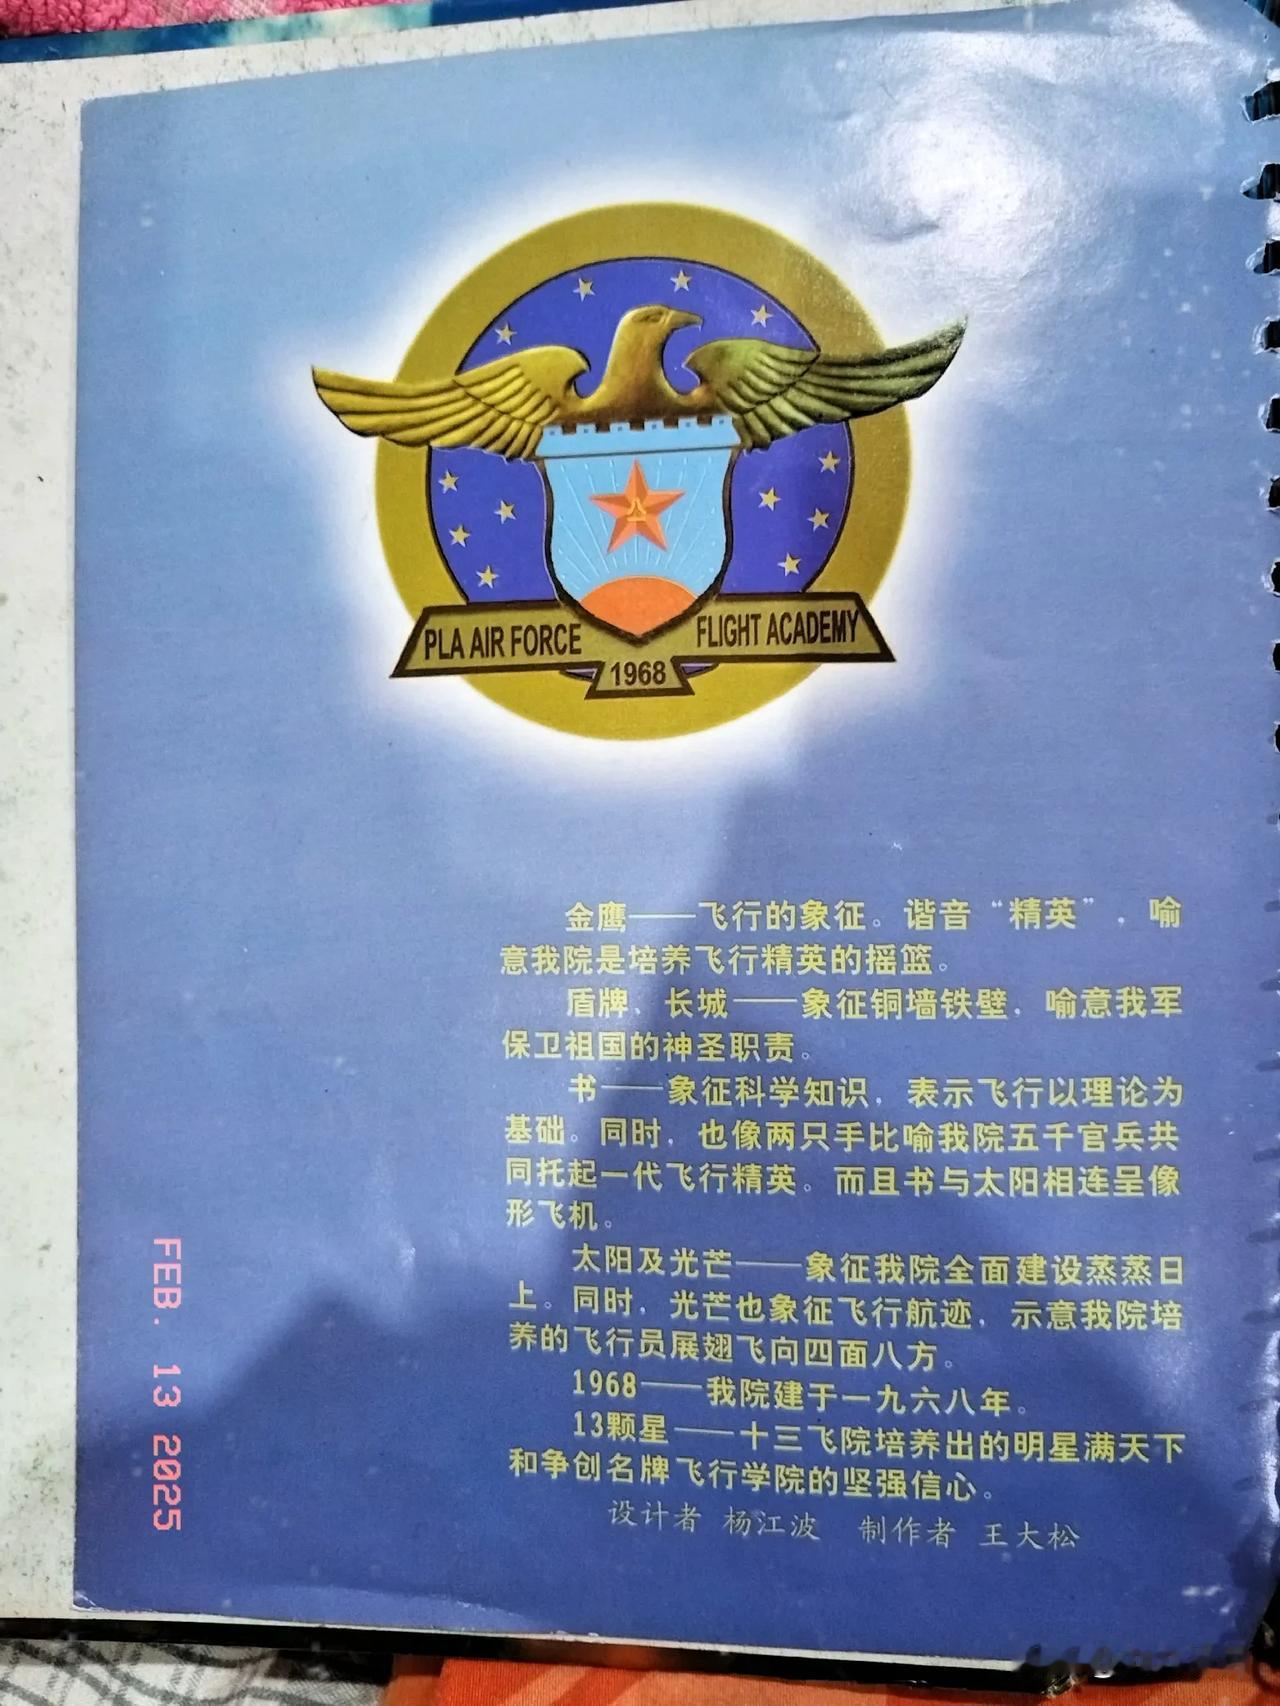 PLA AIR FORCE
FLIGHT ACADEMY
1968
金鹰——飞行的象征。谐音“精英”，喻
意我院是培养飞行精英的摇篮。
盾牌，长城——象征铜墙铁壁，喻意我军
保卫祖国的神圣职责。
书——象征科学知识，表示飞行以理论为
基础。同时，也像两只手比喻我院五千官兵共
同托起一代飞行精英。而且书与太阳相连呈像
形飞机。
太阳及光芒——象征我院全面建设蒸蒸日
上。同时，光芒也象征飞行航迹，示意我院培
养的飞行员展翅飞向四面八方。
1968——我院建于一九六八年。
13颗星——十三飞院培养出的明星满天下
和争创名牌飞行学院的坚强信心。
设计者 杨江波 制作者 王大松
FEB. 13 2025